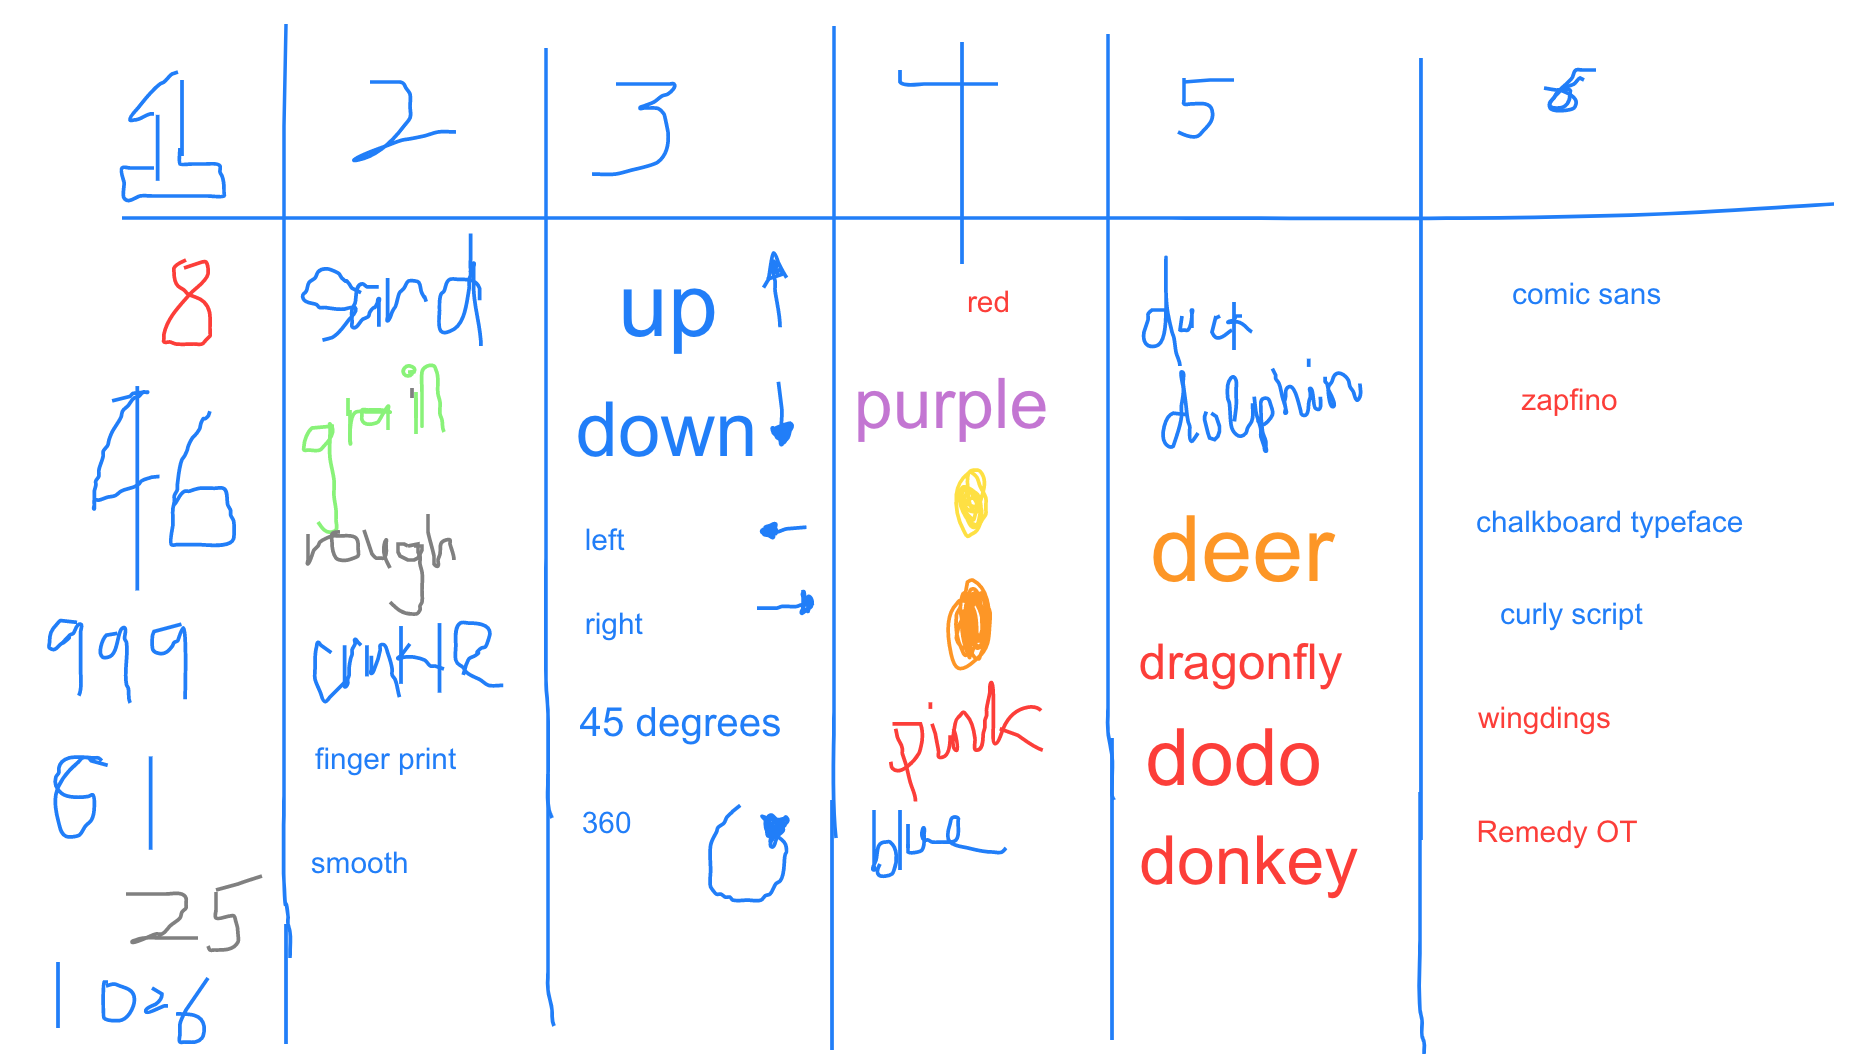 1 2 3 4 5 6
8 sand up red duck comic sans
46 grain down purple dolphin zapfino
rough left deer chalkboard typeface
999 crinkle right dragonfly curly script
61 finger print 45 degrees pink dodo wingdings
25 smooth 360 blue donkey Remedy OT
1026